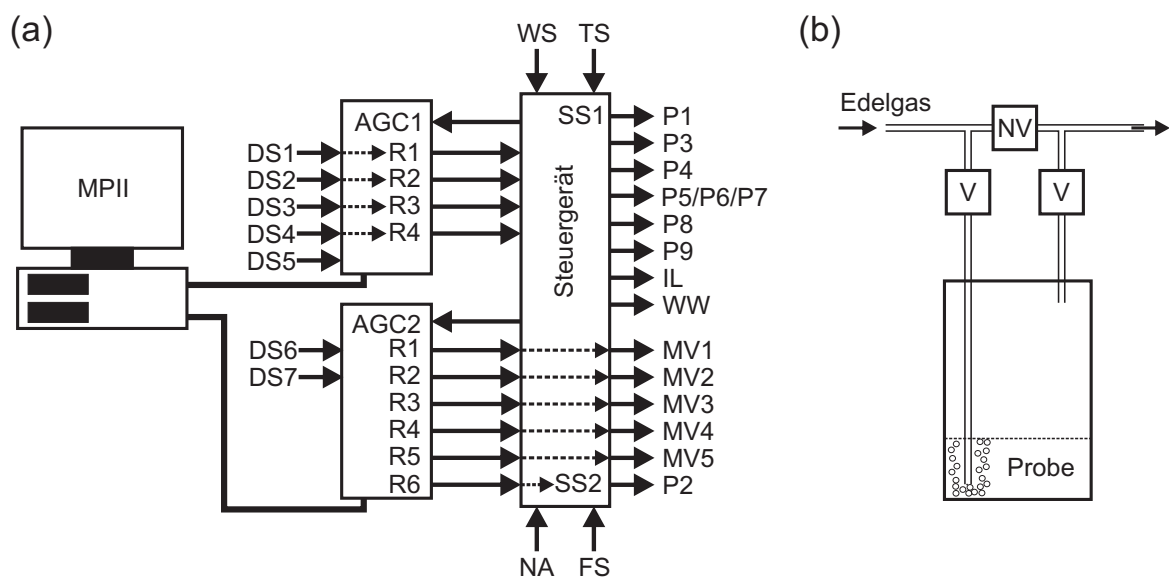 (a)
WS TS
MPII
AGC1
DS1 R1
DS2 R2
DS3 R3
DS4 R4
DS5
AGC2
R1
DS6 R2
DS7 R3
R4
R5
R6
SS1
Steuergerät
SS2
P1
P3
P4
P5/P6/P7
P8
P9
IL
WW
MV1
MV2
MV3
MV4
MV5
P2
NA FS
(b)
Edelgas
NV
V V
Probe